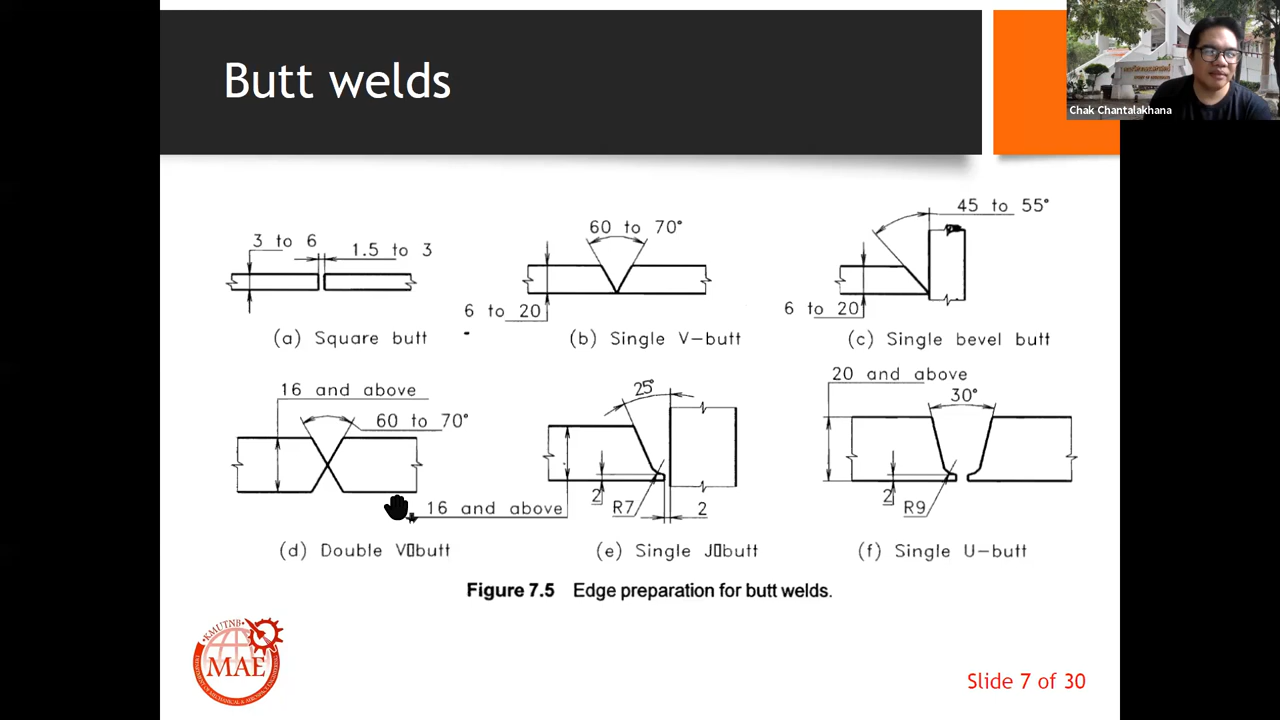 Butt welds
Chak Chantalakhana
3 to 6
1.5 to 3
(a) Square butt
60 to 70°
6 to 20
(b) Single V-butt
45 to 55°
6 to 20
(c) Single bevel butt
16 and above
60 to 70°
(d) Double V▯butt
25°
16 and above
2
R7
2
(e) Single J▯butt
20 and above
30°
2
R9
(f) Single U-butt
Figure 7.5 Edge preparation for butt welds.
KMUTNB
MAE
Slide 7 of 30